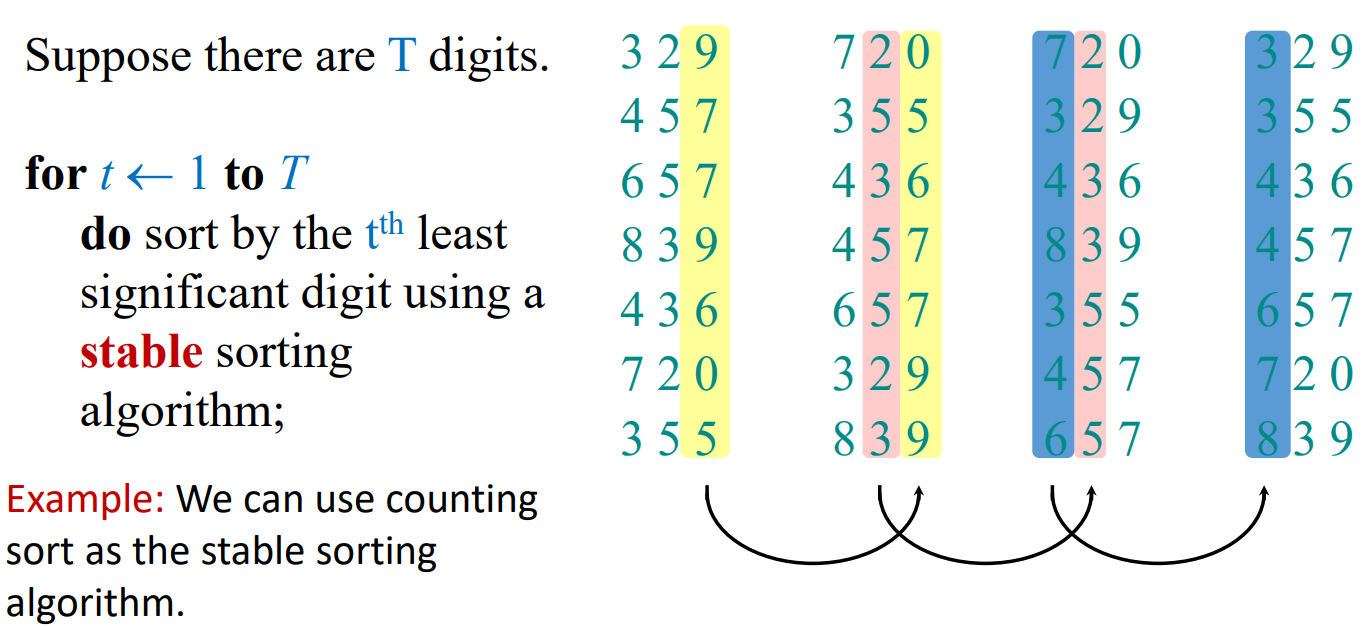 Suppose there are T digits.
for t ← 1 to T
do sort by the tth least
significant digit using a
stable sorting
algorithm;
Example: We can use counting
sort as the stable sorting
algorithm.
3 2 9 7 2 0 7 2 0 3 2 9
4 5 7 3 5 5 3 2 9 3 5 5
6 5 7 4 3 6 4 3 6 4 3 6
8 3 9 4 5 7 8 3 9 4 5 7
4 3 6 6 5 7 3 5 5 6 5 7
7 2 0 3 2 9 4 5 7 7 2 0
3 5 5 8 3 9 6 5 7 8 3 9